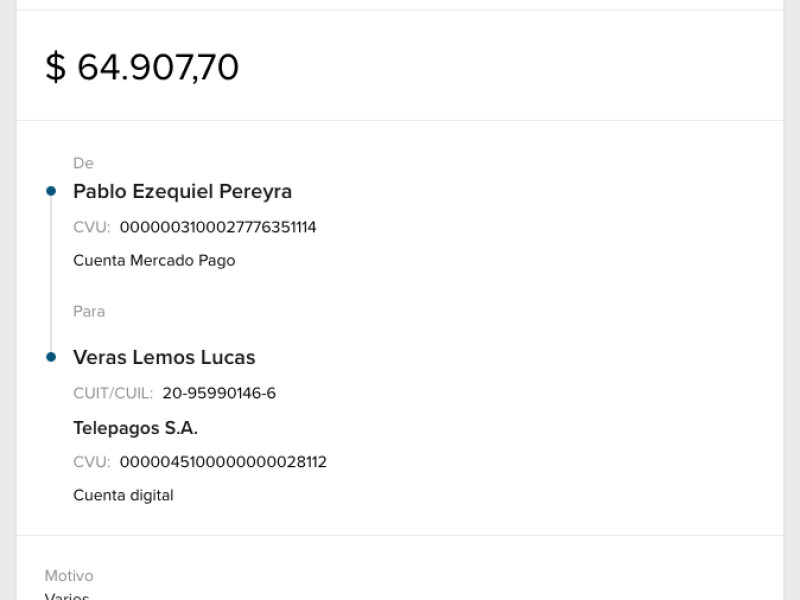 $ 64.907,70
De
Pablo Ezequiel Pereyra
CVU: 0000003100027776351114
Cuenta Mercado Pago
Para
Veras Lemos Lucas
CUIT/CUIL: 20-95990146-6
Telepagos S.A.
CVU: 0000045100000000028112
Cuenta digital
Motivo
Varios